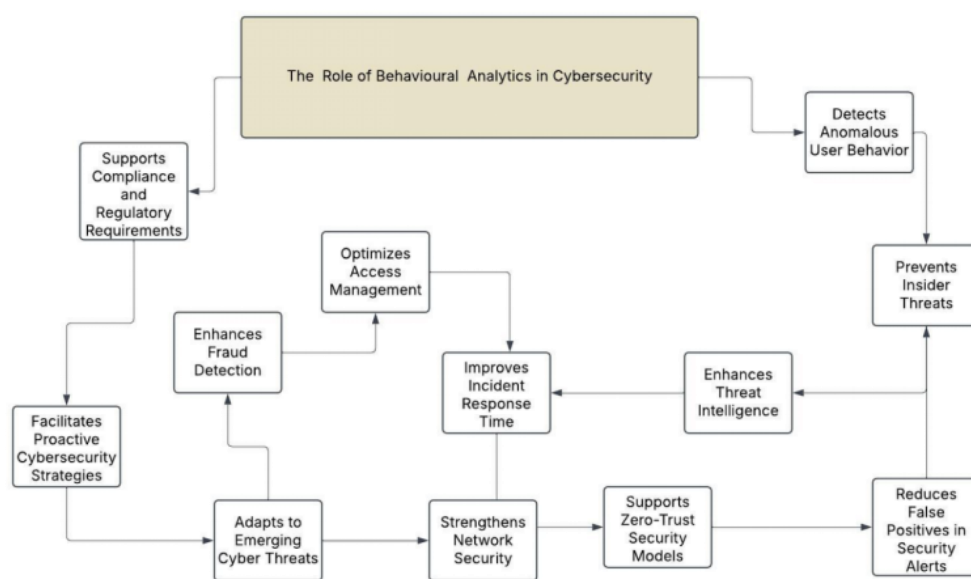 The Role of Behavioural Analytics in Cybersecurity
Detects
Anomalous
User Behavior
Supports
Compliance
and
Regulatory
Requirements
Optimizes
Access
Management
Prevents
Insider
Threats
Enhances
Fraud
Detection
Improves
Incident
Response
Time
Enhances
Threat
Intelligence
Facilitates
Proactive
Cybersecurity
Strategies
Adapts to
Emerging
Cyber Threats
Strengthens
Network
Security
Supports
Zero-Trust
Security
Models
Reduces
False
Positives in
Security
Alerts